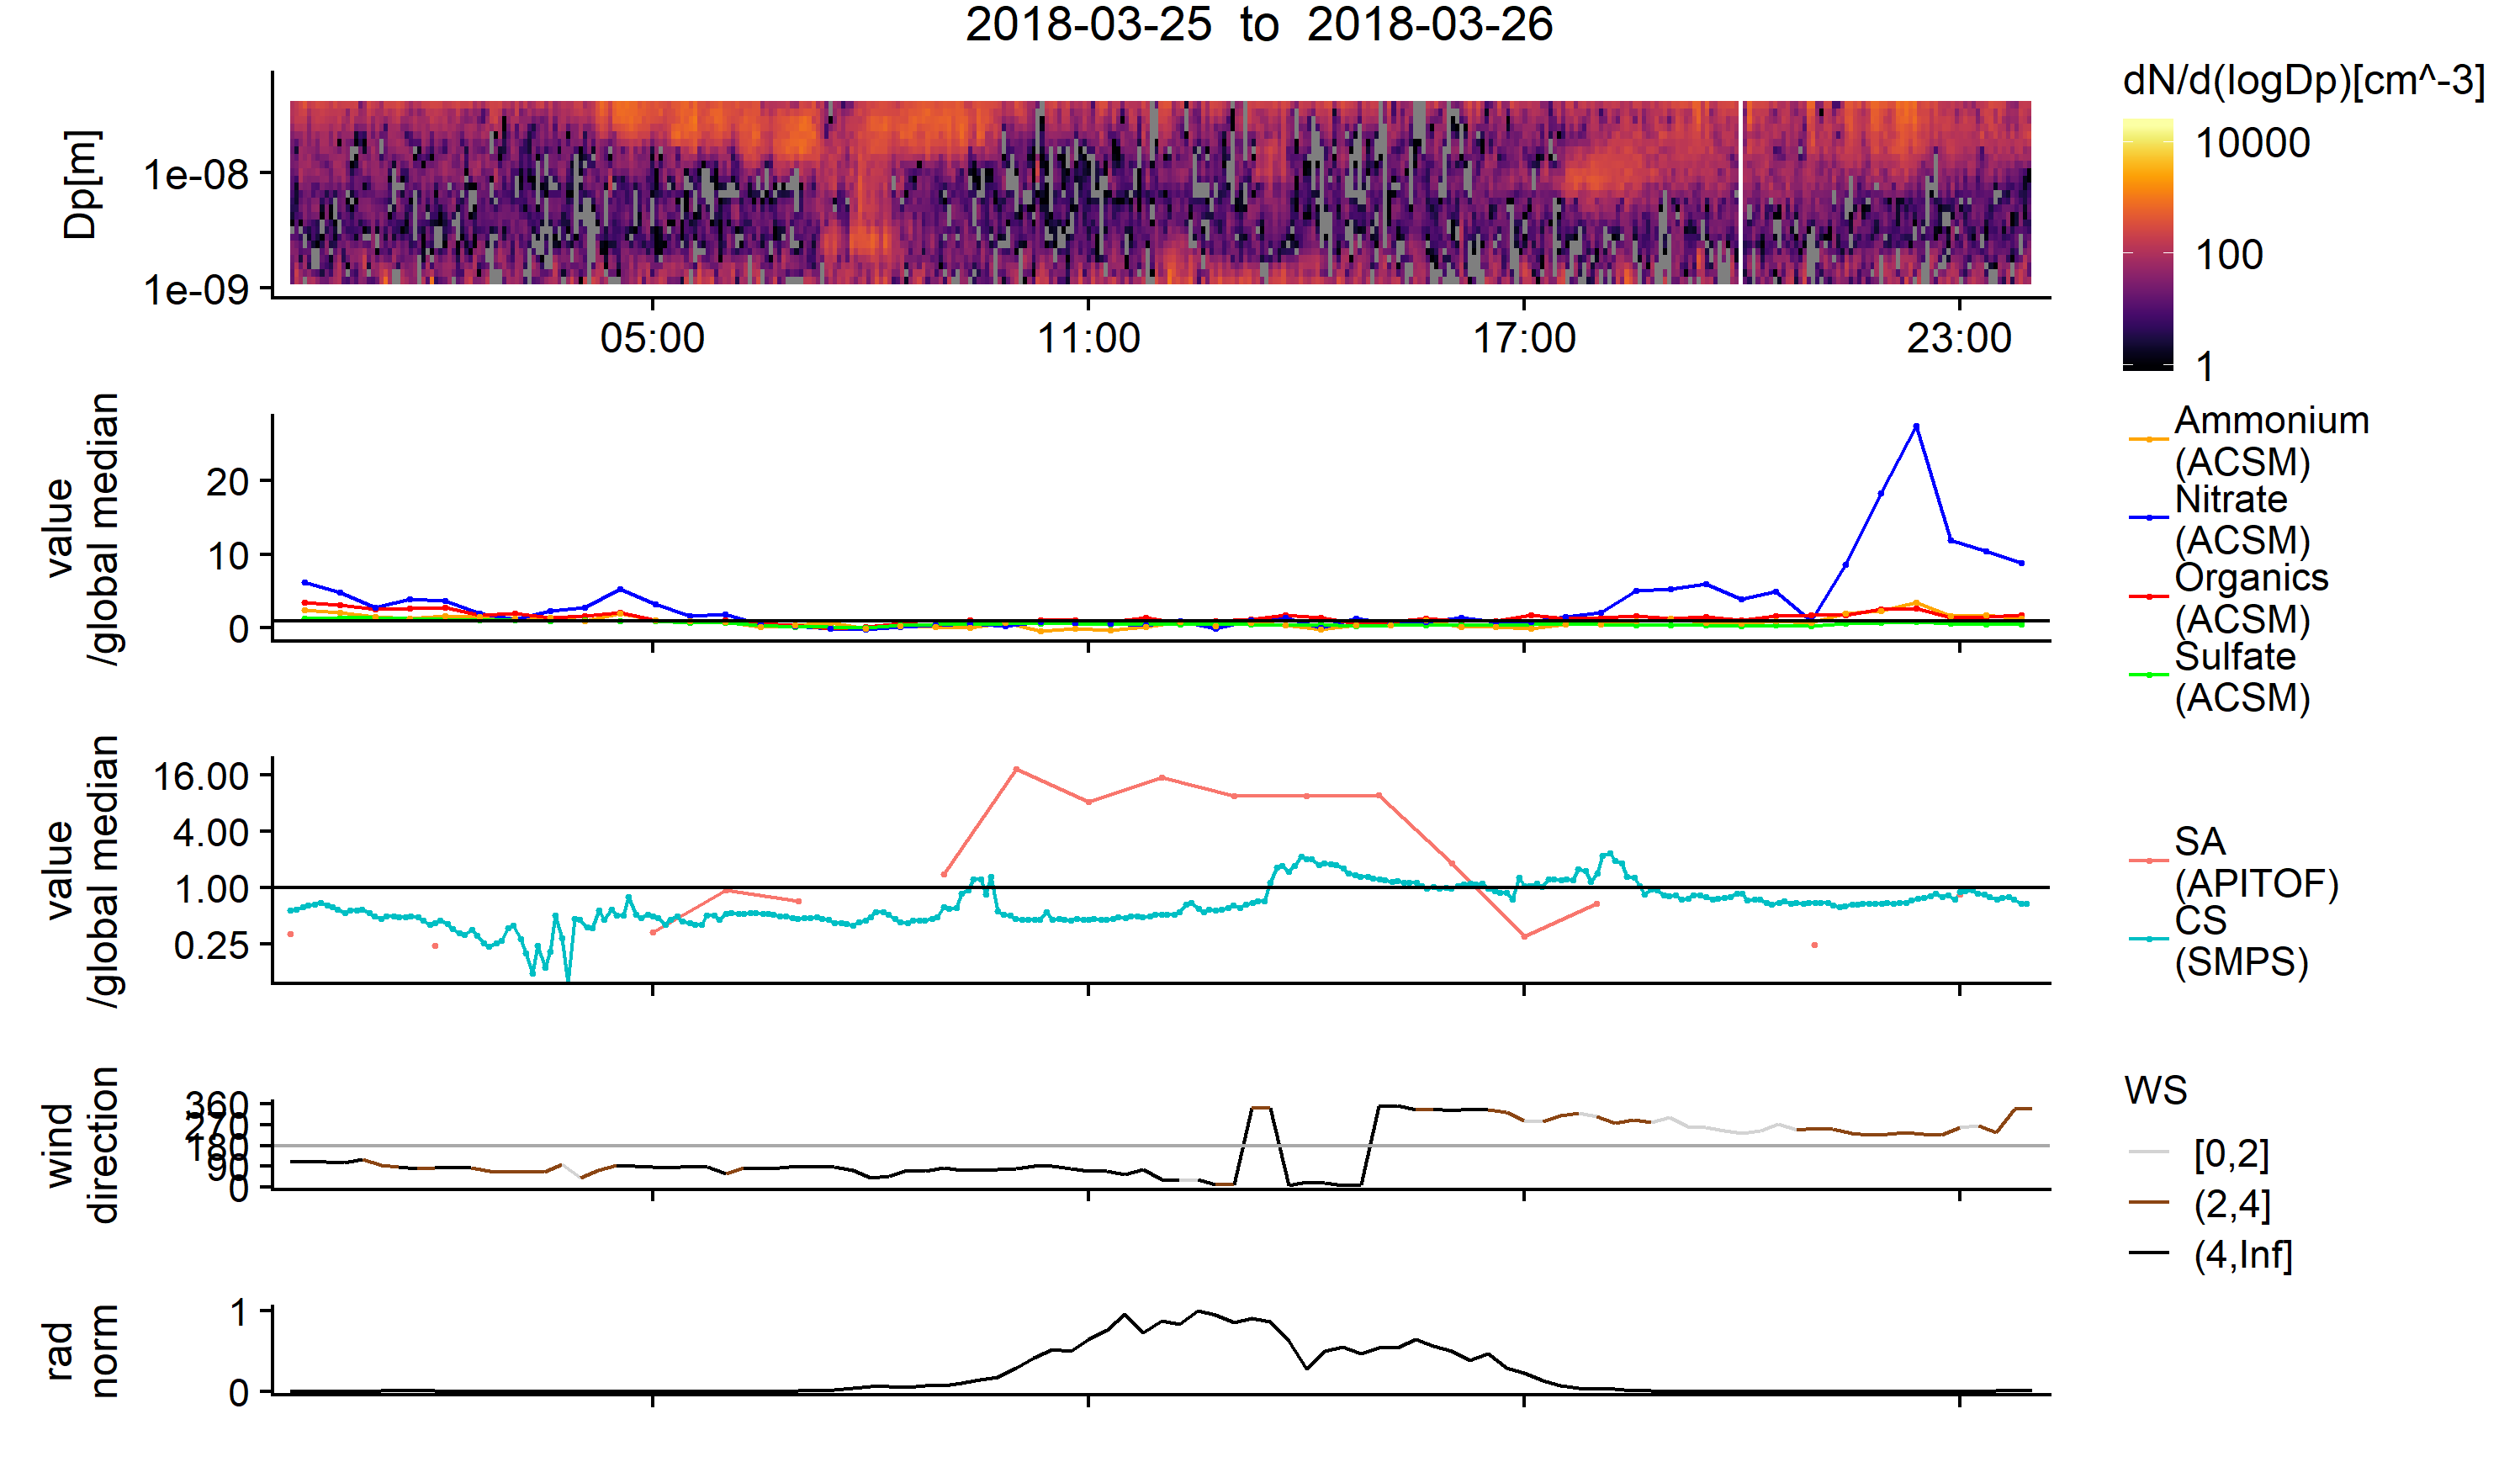 2018-03-25 to 2018-03-26
Dp[m]
1e-08
1e-09
05:00
11:00
17:00
23:00
dN/d(logDp)[cm^-3]
10000
100
1
value
/global median
20
10
0
Ammonium
(ACSM)
Nitrate
(ACSM)
Organics
(ACSM)
Sulfate
(ACSM)
value
/global median
16.00
4.00
1.00
0.25
SA
(APITOF)
CS
(SMPS)
wind
direction
360
270
180
90
0
WS
[0,2]
(2,4]
(4,Inf]
rad
norm
1
0